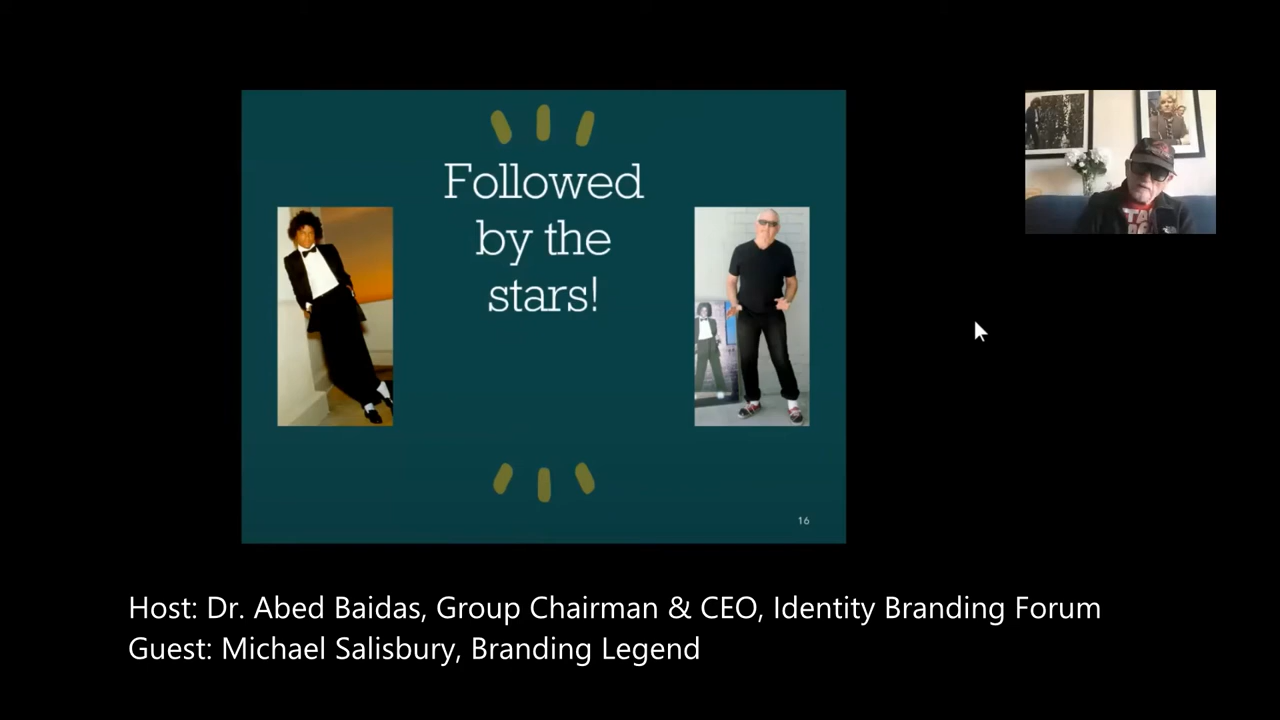 Followed
by the
stars!
16
Host: Dr. Abed Baidas, Group Chairman & CEO, Identity Branding Forum
Guest: Michael Salisbury, Branding Legend